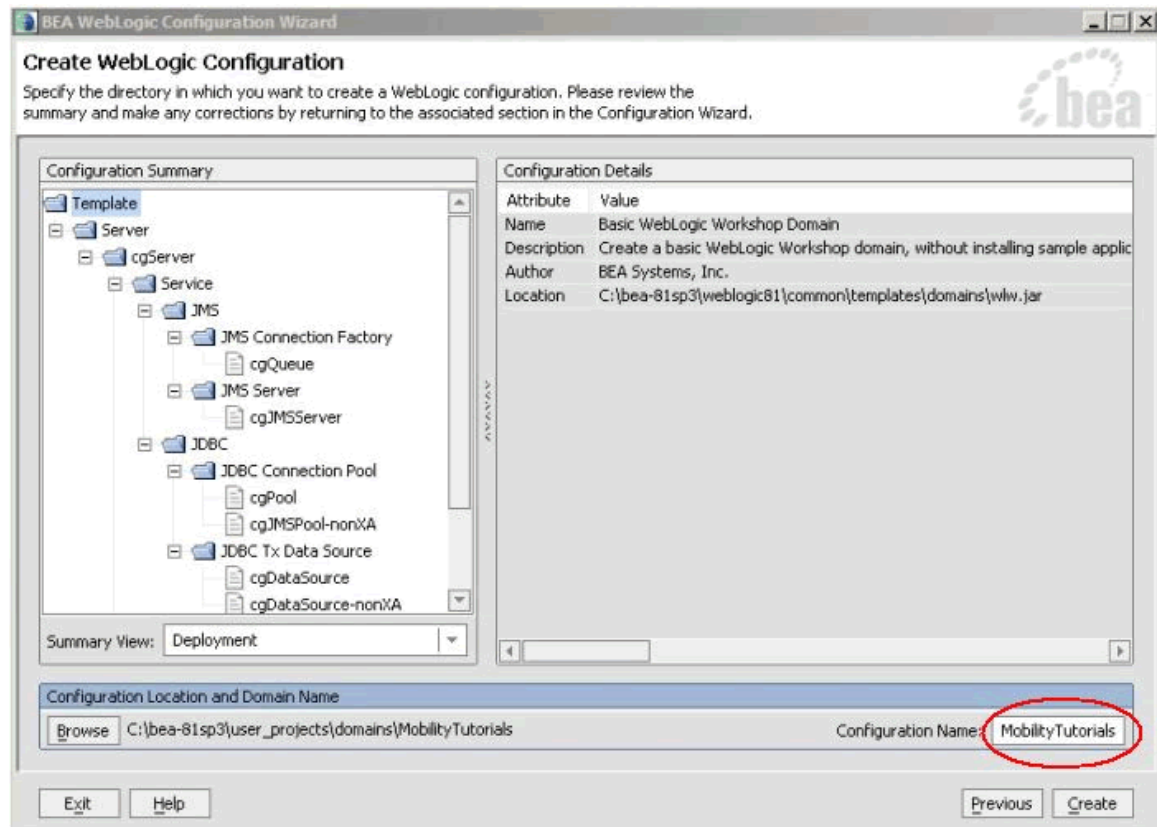 BEA WebLogic Configuration Wizard
Create WebLogic Configuration
Specify the directory in which you want to create a WebLogic configuration. Please review the
summary and make any corrections by returning to the associated section in the Configuration Wizard.
bea
Configuration Summary
Template
Server
cgServer
Service
JMS
JMS Connection Factory
cgQueue
JMS Server
cgJMSServer
JDBC
JDBC Connection Pool
cgPool
cgJMSPool-nonXA
JDBC Tx Data Source
cgDataSource
cgDataSource-nonXA
Summary View: Deployment
Configuration Details
Attribute Value
Name Basic WebLogic Workshop Domain
Description Create a basic WebLogic Workshop domain, without installing sample applic
Author BEA Systems, Inc.
Location C:\bea-81sp3\weblogic81\common\templates\domains\wlw.jar
Configuration Location and Domain Name
Browse C:\bea-81sp3\user_projects\domains\MobilityTutorials Configuration Name: MobilityTutorials
Exit Help Previous Create